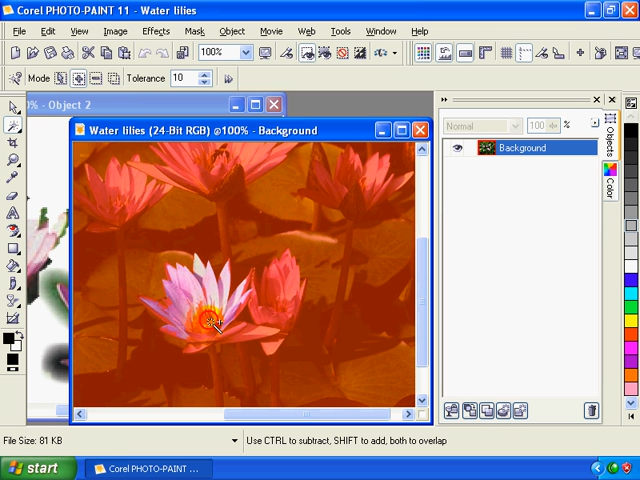 Corel PHOTO-PAINT 11 - Water lilies
File Edit View Image Effects Mask Object Movie Web Tools Window Help
100%
Mode Tolerance 10
0% - Object 2
Water lilies (24-Bit RGB) @100% - Background
Normal 100 %
Background
Objects
Color
File Size: 81 KB Use CTRL to subtract, SHIFT to add, both to overlap
start Corel PHOTO-PAINT ...